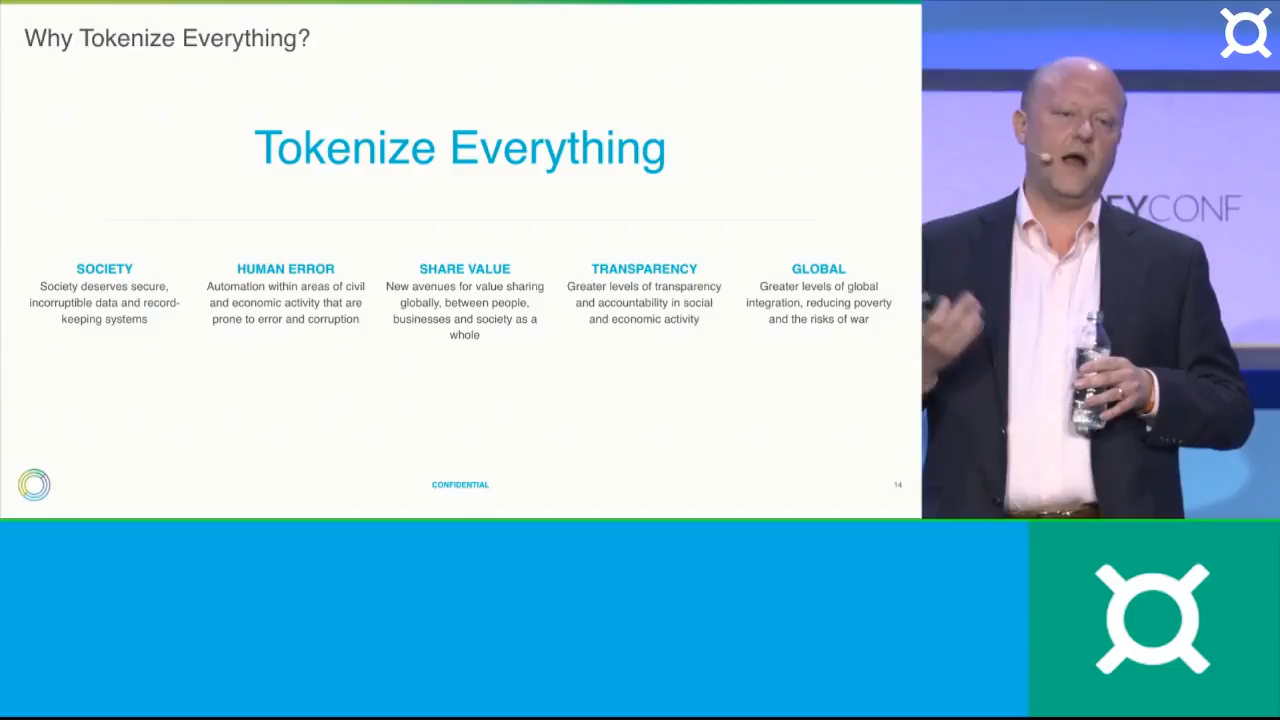 Why Tokenize Everything?
Tokenize Everything
SOCIETY
Society deserves secure,
incorruptible data and record-
keeping systems
HUMAN ERROR
Automation within areas of civil
and economic activity that are
prone to error and corruption
SHARE VALUE
New avenues for value sharing
globally, between people,
businesses and society as a
whole
TRANSPARENCY
Greater levels of transparency
and accountability in social
and economic activity
GLOBAL
Greater levels of global
integration, reducing poverty
and the risks of war
CONFIDENTIAL
14
EYCONF